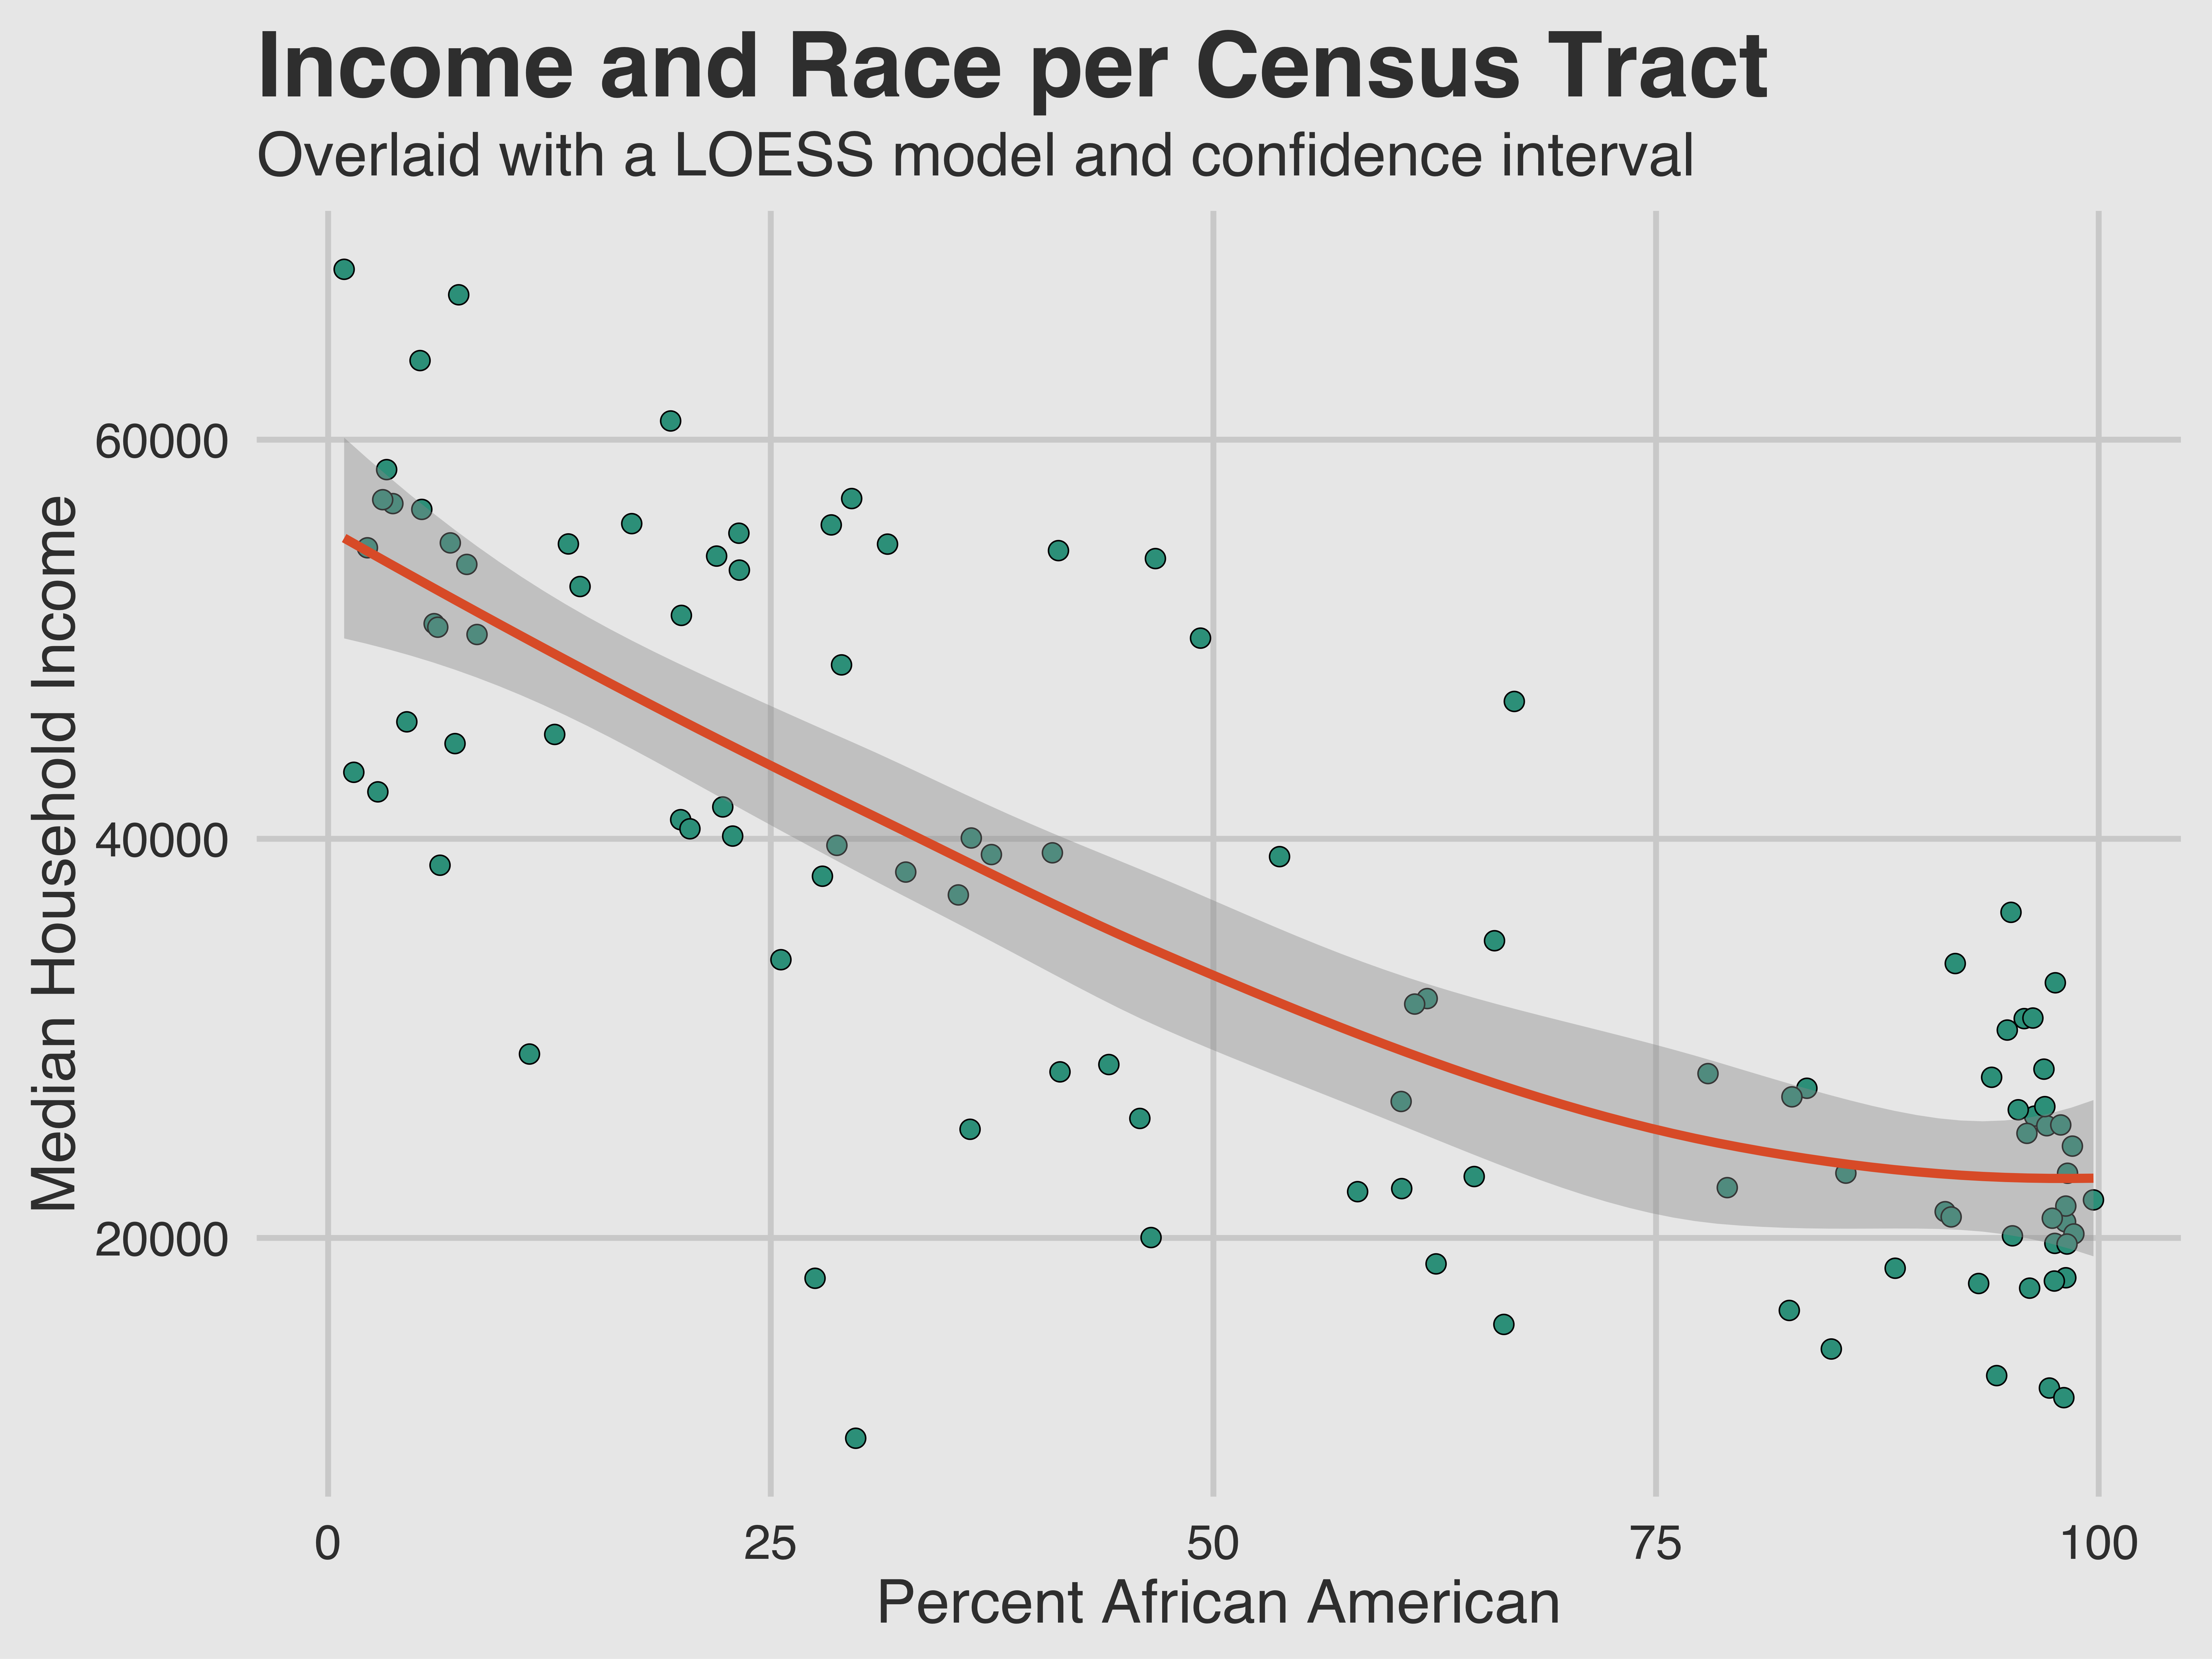 Income and Race per Census Tract
Overlaid with a LOESS model and confidence interval
Median Household Income
60000
40000
20000
0
25
50
75
100
Percent African American